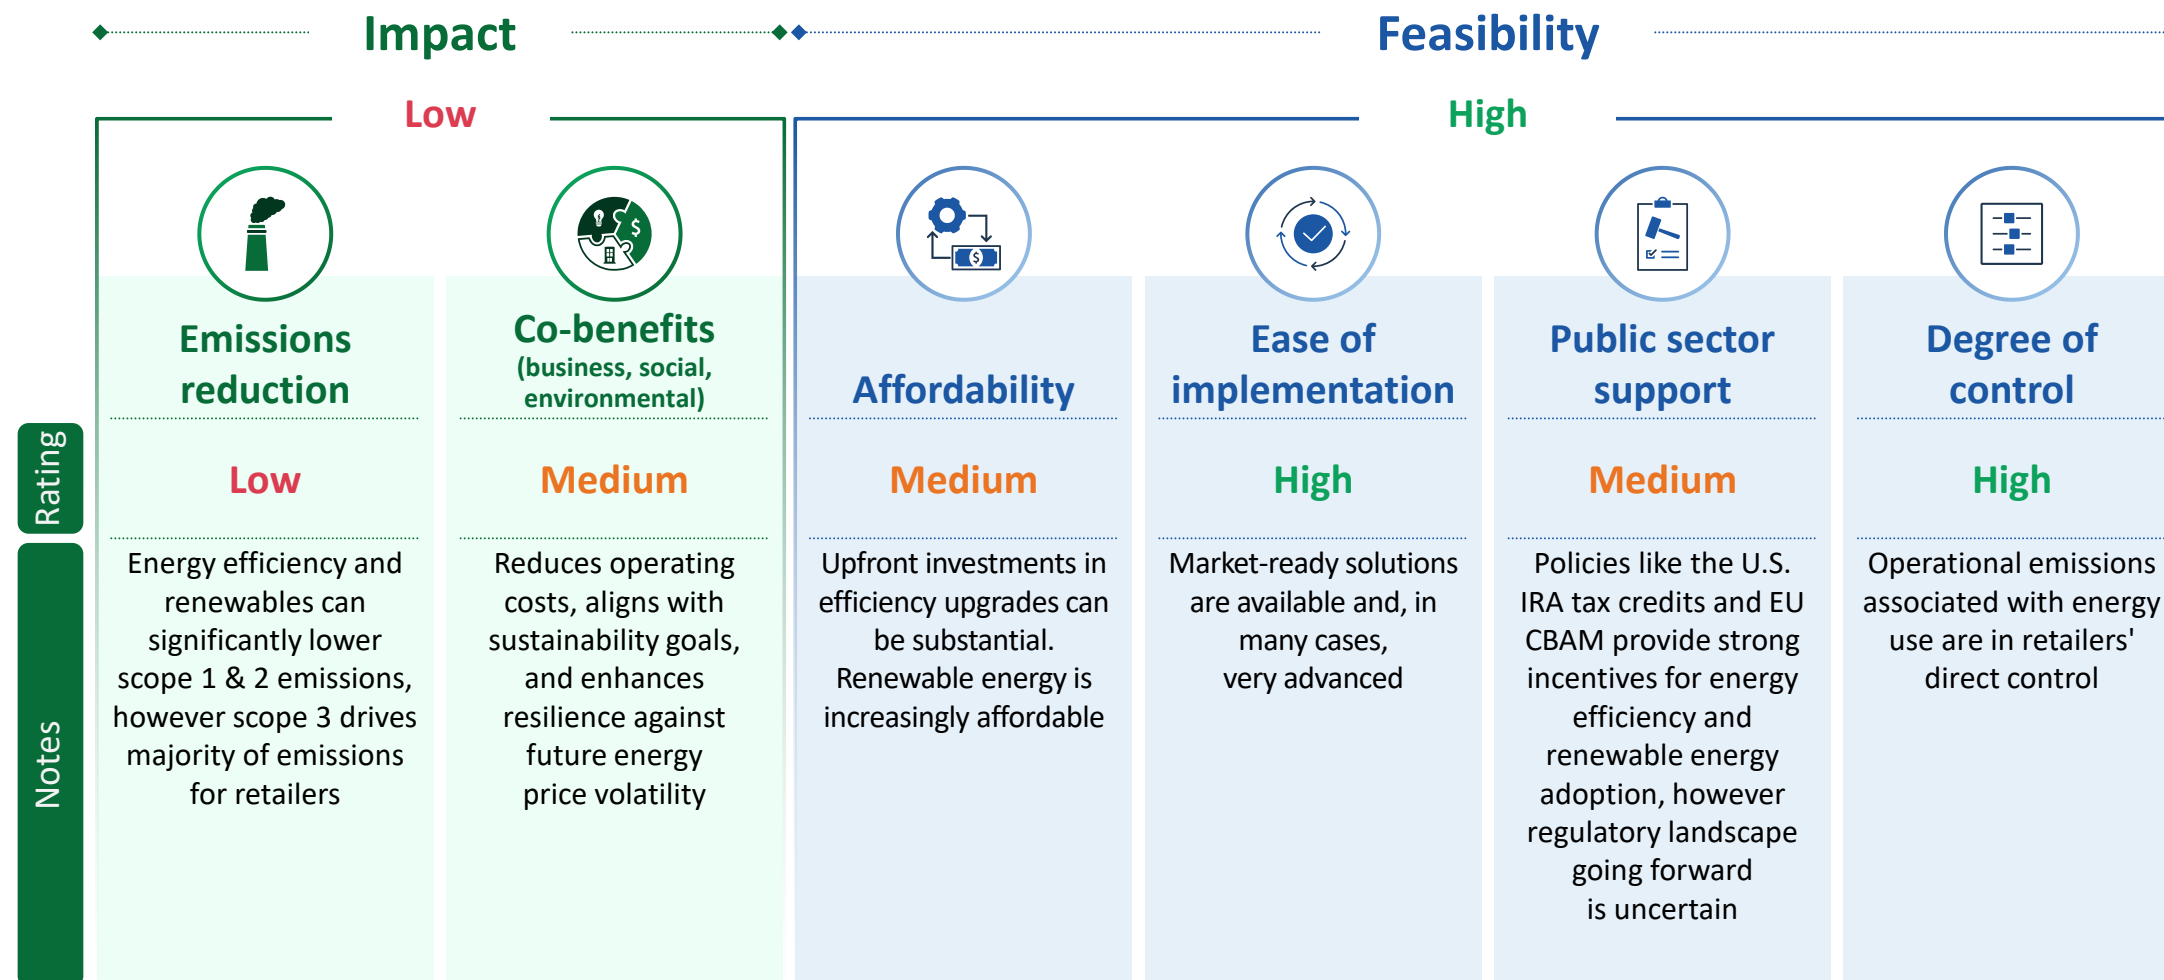 Impact
Feasibility
Low
High
Emissions
reduction
Co-benefits
(business, social,
environmental)
Affordability
Ease of
implementation
Public sector
support
Degree of
control
Rating
Low
Medium
Medium
High
Medium
High
Notes
Energy efficiency and
renewables can
significantly lower
scope 1 & 2 emissions,
however scope 3 drives
majority of emissions
for retailers
Reduces operating
costs, aligns with
sustainability goals,
and enhances
resilience against
future energy
price volatility
Upfront investments in
efficiency upgrades can
be substantial.
Renewable energy is
increasingly affordable
Market-ready solutions
are available and, in
many cases,
very advanced
Policies like the U.S.
IRA tax credits and EU
CBAM provide strong
incentives for energy
efficiency and
renewable energy
adoption, however
regulatory landscape
going forward
is uncertain
Operational emissions
associated with energy
use are in retailers'
direct control